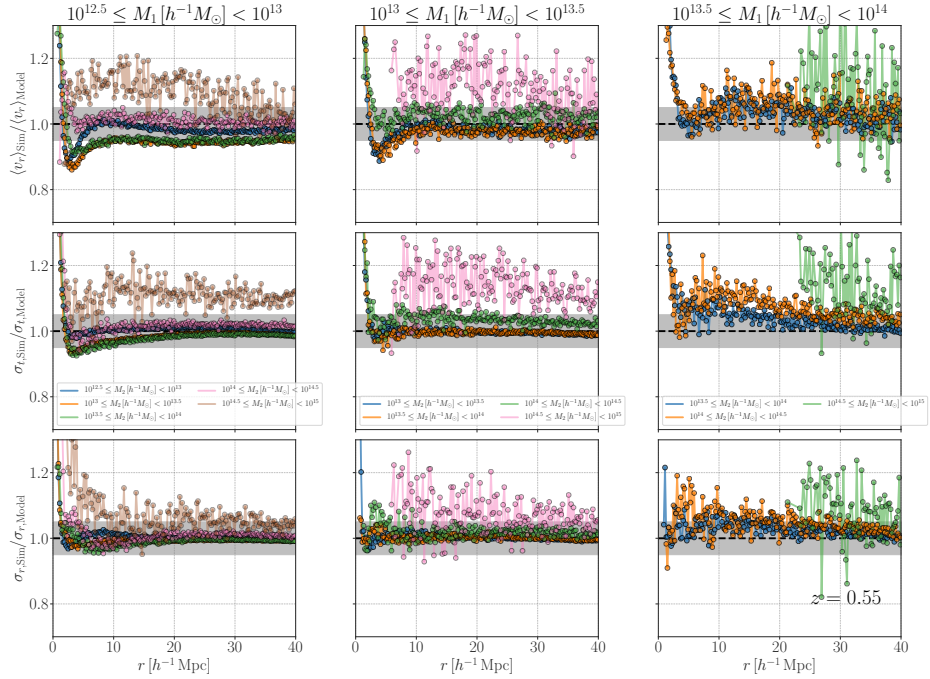 10^{12.5} ≤ M_1 [h^{-1}M_⊙] < 10^{13}
10^{13} ≤ M_1 [h^{-1}M_⊙] < 10^{13.5}
10^{13.5} ≤ M_1 [h^{-1}M_⊙] < 10^{14}
⟨v_r⟩_{Sim}/⟨v_r⟩_{Model}
1.2
1.0
0.8
σ_{t,Sim}/σ_{t,Model}
1.2
1.0
0.8
10^{12.5} ≤ M_2 [h^{-1}M_⊙] < 10^{13}
10^{13} ≤ M_2 [h^{-1}M_⊙] < 10^{13.5}
10^{13.5} ≤ M_2 [h^{-1}M_⊙] < 10^{14}
10^{14} ≤ M_2 [h^{-1}M_⊙] < 10^{14.5}
10^{14.5} ≤ M_2 [h^{-1}M_⊙] < 10^{15}
10^{13} ≤ M_2 [h^{-1}M_⊙] < 10^{13.5}
10^{13.5} ≤ M_2 [h^{-1}M_⊙] < 10^{14}
10^{14} ≤ M_2 [h^{-1}M_⊙] < 10^{14.5}
10^{14.5} ≤ M_2 [h^{-1}M_⊙] < 10^{15}
10^{13.5} ≤ M_2 [h^{-1}M_⊙] < 10^{14}
10^{14} ≤ M_2 [h^{-1}M_⊙] < 10^{14.5}
10^{14.5} ≤ M_2 [h^{-1}M_⊙] < 10^{15}
σ_{r,Sim}/σ_{r,Model}
1.2
1.0
0.8
z = 0.55
0 10 20 30 40
0 10 20 30 40
0 10 20 30 40
r [h^{-1} Mpc]
r [h^{-1} Mpc]
r [h^{-1} Mpc]